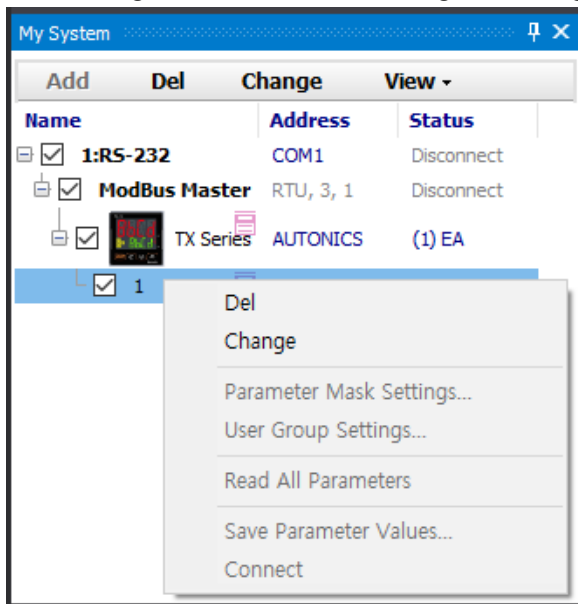 My System
Add Del Change View
Name Address Status
1:RS-232 COM1 Disconnect
ModBus Master RTU, 3, 1 Disconnect
TX Series AUTONICS (1) EA
1
Del
Change
Parameter Mask Settings...
User Group Settings...
Read All Parameters
Save Parameter Values...
Connect